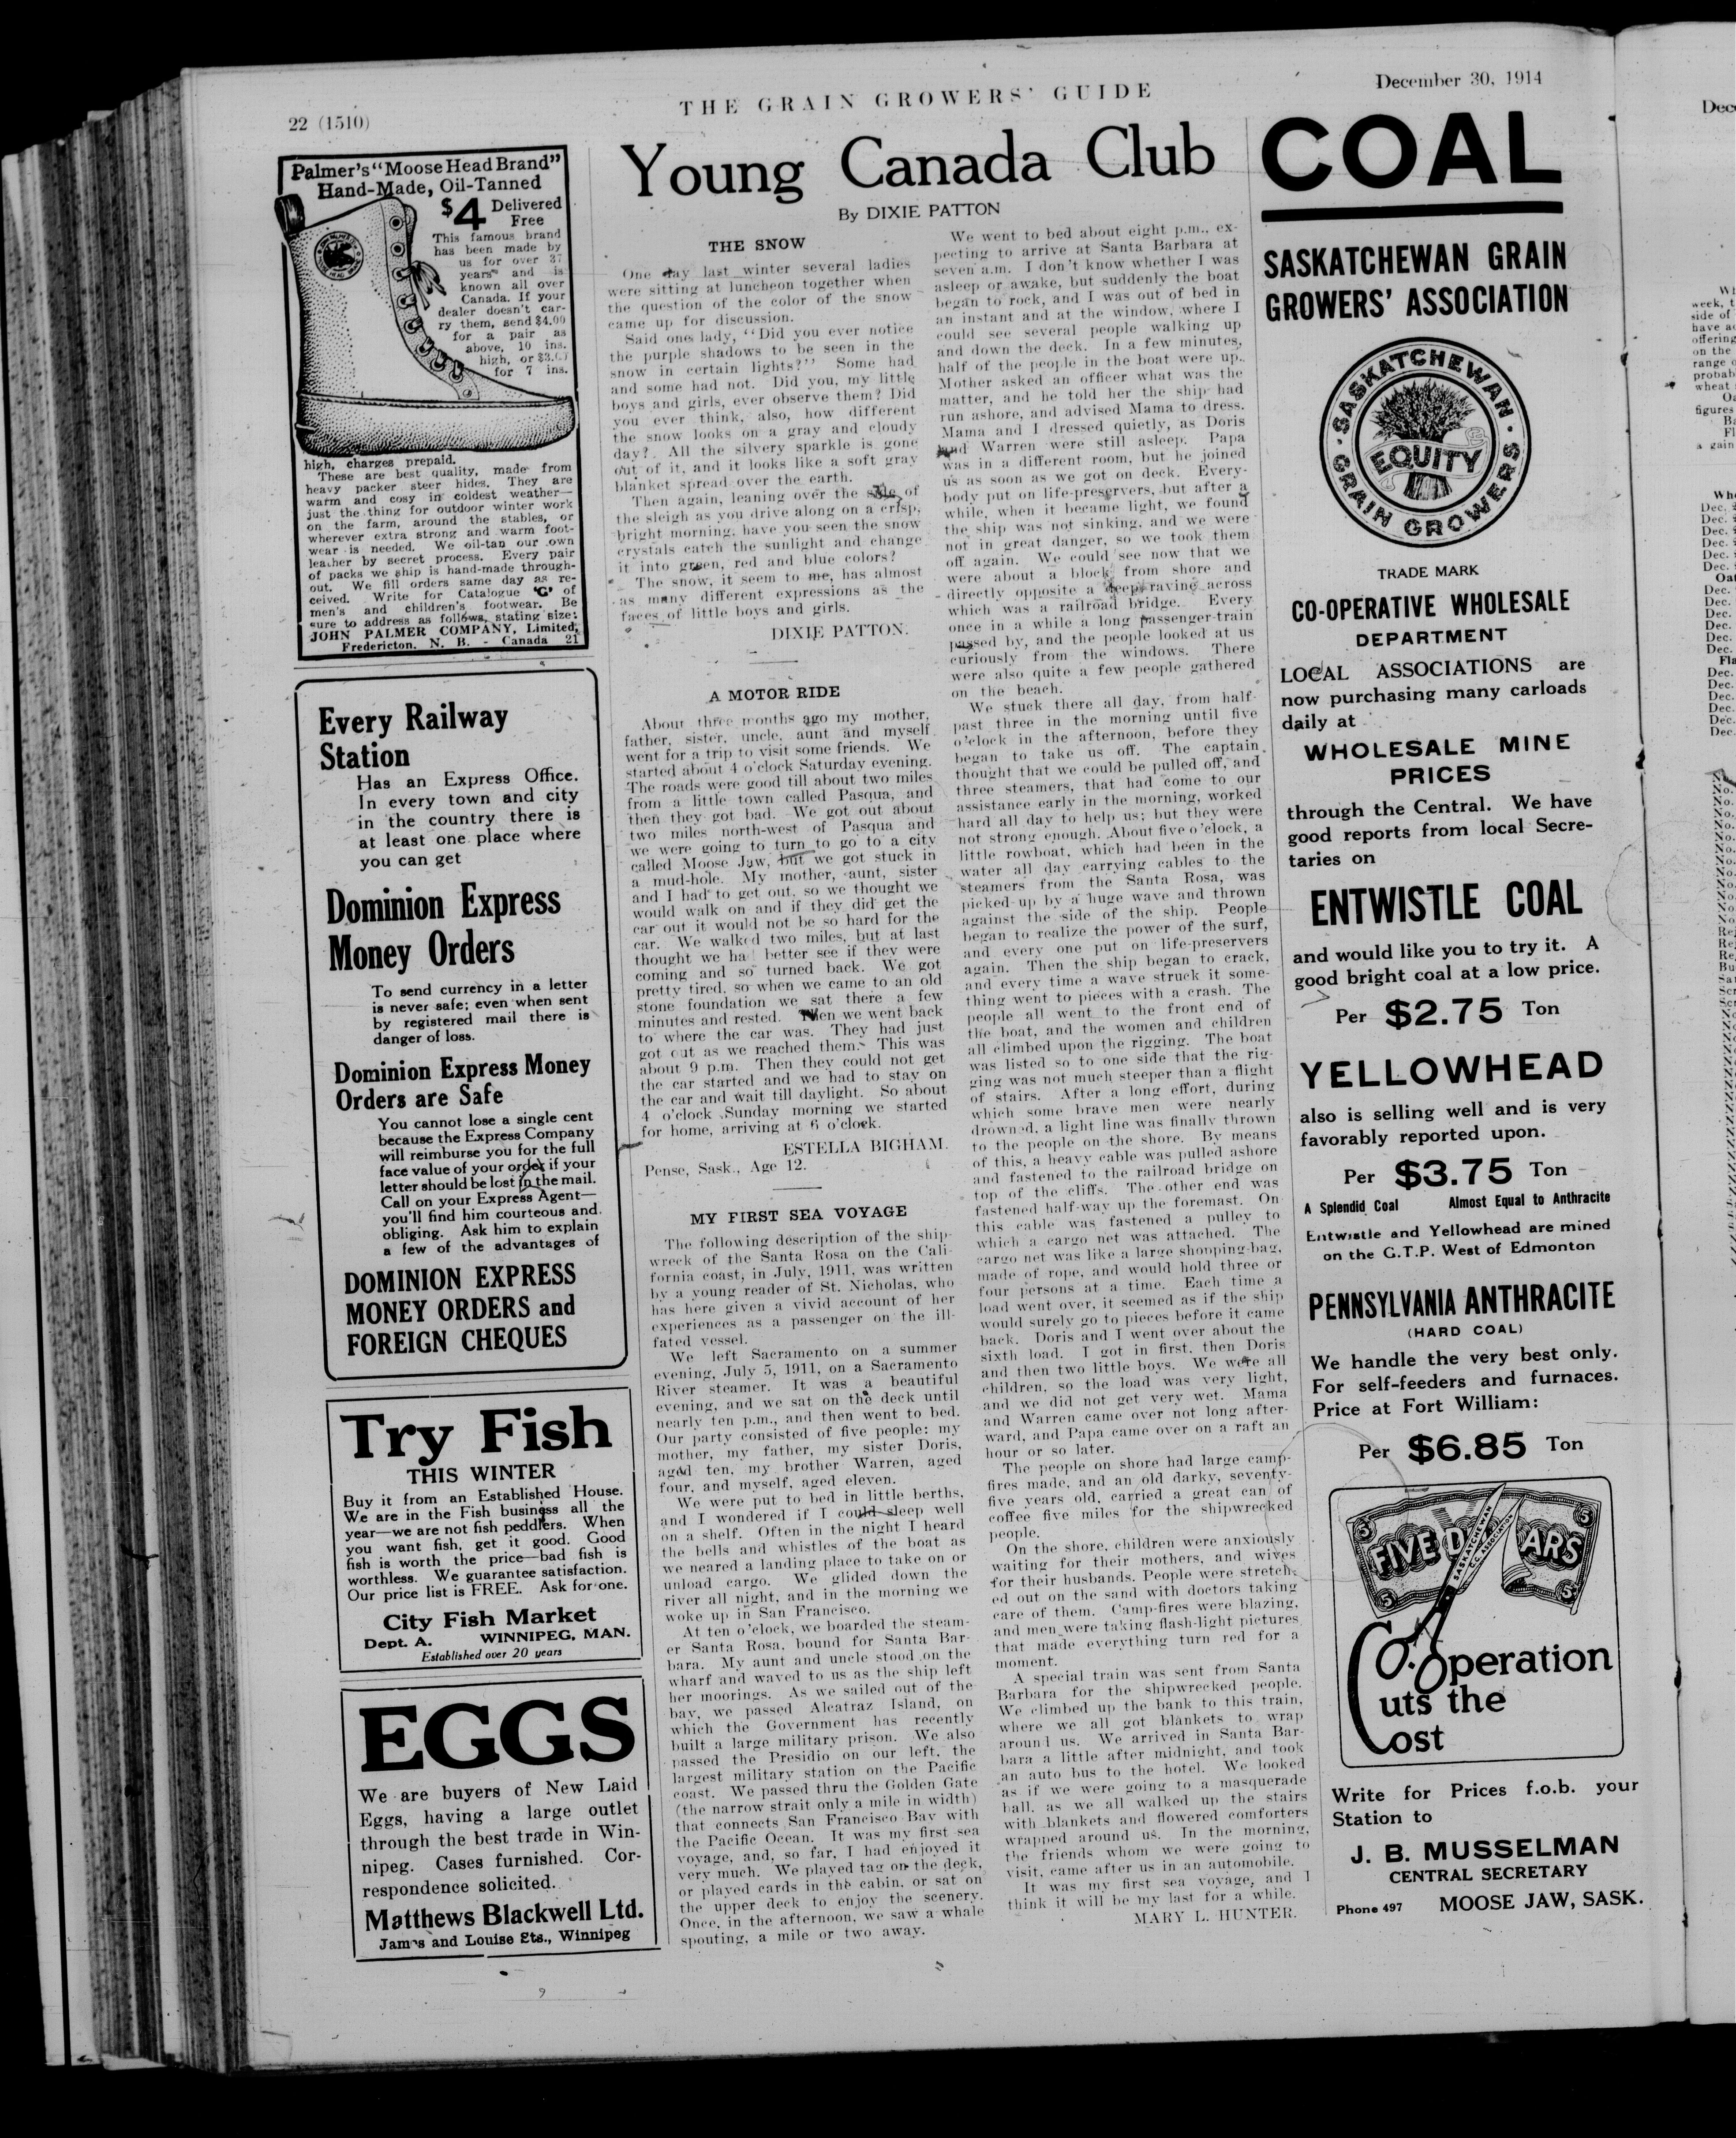 22 (1510)
THE GRAIN GROWERS' GUIDE
December 30, 1914
Palmer's "Moose Head Brand"
Hand-Made, Oil-Tanned
$4 Delivered
Free
This famous brand
has been made by
us for over 37
years and is
known all over
Canada. If your
dealer doesn't car-
ry them, send $4.00
for a pair as
above, 10 ins.
high, or
for 7 ins.
high, charges prepaid.
These are best quality, made from
heavy packer steer hides. They are
warm and cosy in coldest weather—
just the thing for outdoor winter work
on the farm, around the stables, or
wherever extra strong and warm foot-
wear is needed. We oil-tan our own
leather by secret process. Every pair
of packs we ship is hand-made through-
out. We fill orders same day as re-
ceived. Write for Catalogue 'G' of
men's and children's footwear. Be
sure to address as follows, stating size:
JOHN PALMER COMPANY, Limited,
Fredericton, N. B. - Canada 21
Every Railway
Station
Has an Express Office.
In every town and city
in the country there is
at least one place where
you can get
Dominion Express
Money Orders
To send currency in a letter
is never safe; even when sent
by registered mail there is
danger of loss.
Dominion Express Money
Orders are Safe
You cannot lose a single cent
because the Express Company
will reimburse you for the full
face value of your order if your
letter should be lost in the mail.
Call on your Express Agent—
you'll find him courteous and
obliging. Ask him to explain
a few of the advantages of
DOMINION EXPRESS
MONEY ORDERS and
FOREIGN CHEQUES
Try Fish
THIS WINTER
Buy it from an Established House.
We are in the Fish business all the
year—we are not fish peddlers. When
you want fish, get it good. Good
fish is worth the price—bad fish is
worthless. We guarantee satisfaction.
Our price list is FREE. Ask for one.
City Fish Market
Dept. A. WINNIPEG, MAN.
Established over 20 years
EGGS
We are buyers of New Laid
Eggs, having a large outlet
through the best trade in Win-
nipeg. Cases furnished. Cor-
respondence solicited.
Matthews Blackwell Ltd.
James and Louise Sts., Winnipeg
Young Canada Club
By DIXIE PATTON
THE SNOW
One day last winter several ladies
were sitting at luncheon together when
the question of the color of the snow
came up for discussion.
Said one lady, "Did you ever notice
the purple shadows to be seen in the
snow in certain lights?" Some had
and some had not. Did you, my little
boys and girls, ever observe them? Did
you ever think, also, how different
the snow looks on a gray and cloudy
day? All the silvery sparkle is gone
out of it, and it looks like a soft gray
blanket spread over the earth.
Then again, leaning over the side of
the sleigh as you drive along on a crisp,
bright morning, have you seen the snow
crystals catch the sunlight and change
it into green, red and blue colors?
The snow, it seem to me, has almost
as many different expressions as the
faces of little boys and girls.
DIXIE PATTON.
A MOTOR RIDE
About three months ago my mother,
father, sister, uncle, aunt and myself
went for a trip to visit some friends. We
started about 4 o'clock Saturday evening.
The roads were good till about two miles
from a little town called Pasqua, and
then they got bad. We got out about
two miles north-west of Pasqua and
we were going to turn to go to a city
called Moose Jaw, but we got stuck in
a mud-hole. My mother, aunt, sister
and I had to get out, so we thought we
would walk on and if they did get the
car out it would not be so hard for the
car. We walked two miles, but at last
thought we had better see if they were
coming and so turned back. We got
pretty tired, so when we came to an old
stone foundation we sat there a few
minutes and rested. Then we went back
to where the car was. They had just
got out as we reached them. This was
about 9 p.m. Then they could not get
the car started and we had to stay on
the car and wait till daylight. So about
4 o'clock Sunday morning we started
for home, arriving at 6 o'clock.
ESTELLA BIGHAM.
Pense, Sask., Age 12.
MY FIRST SEA VOYAGE
The following description of the ship-
wreck of the Santa Rosa on the Cali-
fornia coast, in July, 1911, was written
by a young reader of St. Nicholas, who
has here given a vivid account of her
experiences as a passenger on the ill-
fated vessel.
We left Sacramento on a summer
evening, July 5, 1911, on a Sacramento
River steamer. It was a beautiful
evening, and we sat on the deck until
nearly ten p.m., and then went to bed.
Our party consisted of five people: my
mother, my father, my sister Doris,
aged ten, my brother Warren, aged
four, and myself, aged eleven.
We were put to bed in little berths,
and I wondered if I could sleep well
on a shelf. Often in the night I heard
the bells and whistles of the boat as
we neared a landing place to take on or
unload cargo. We glided down the
river all night, and in the morning we
woke up in San Francisco.
At ten o'clock, we boarded the steam-
er Santa Rosa, bound for Santa Bar-
bara. My aunt and uncle stood on the
wharf and waved to us as the ship left
her moorings. As we sailed out of the
bay, we passed Alcatraz Island, on
which the Government has recently
built a large military prison. We also
passed the Presidio on our left, the
largest military station on the Pacific
coast. We passed thru the Golden Gate
(the narrow strait only a mile in width)
that connects San Francisco Bay with
the Pacific Ocean. It was my first sea
voyage, and, so far, I had enjoyed it
very much. We played tag on the deck,
or played cards in the cabin, or sat on
the upper deck to enjoy the scenery.
Once, in the afternoon, we saw a whale
spouting, a mile or two away.
We went to bed about eight p.m., ex-
pecting to arrive at Santa Barbara at
seven a.m. I don't know whether I was
asleep or awake, but suddenly the boat
began to rock, and I was out of bed in
an instant and at the window, where I
could see several people walking up
and down the deck. In a few minutes,
half of the people in the boat were up.
Mother asked an officer what was the
matter, and he told her the ship had
run ashore, and advised Mama to dress.
Mama and I dressed quietly, as Doris
and Warren were still asleep. Papa
was in a different room, but he joined
us as soon as we got on deck. Every-
body put on life-preservers, but after a
while, when it became light, we found
the ship was not sinking, and we were
not in great danger, so we took them
off again. We could see now that we
were about a block from shore and
directly opposite a deep ravine across
which was a railroad bridge. Every
once in a while a long passenger-train
passed by, and the people looked at us
curiously from the windows. There
were also quite a few people gathered
on the beach.
We stuck there all day, from half-
past three in the morning until five
o'clock in the afternoon, before they
began to take us off. The captain
thought that we could be pulled off, and
three steamers, that had come to our
assistance early in the morning, worked
hard all day to help us; but they were
not strong enough. About five o'clock, a
little rowboat, which had been in the
water all day carrying cables to the
steamers from the Santa Rosa, was
picked up by a huge wave and thrown
against the side of the ship. People
began to realize the power of the surf,
and every one put on life-preservers
again. Then the ship began to crack,
and every time a wave struck it some-
thing went to pieces with a crash. The
people all went to the front end of
the boat, and the women and children
all climbed upon the rigging. The boat
was listed so to one side that the rig-
ging was not much steeper than a flight
of stairs. After a long effort, during
which some brave men were nearly
drowned, a light line was finally thrown
to the people on the shore. By means
of this, a heavy cable was pulled ashore
and fastened to the railroad bridge on
top of the cliffs. The other end was
fastened half-way up the foremast. On
this cable was fastened a pulley to
which a cargo net was attached. The
cargo net was like a large shopping-bag,
made of rope, and would hold three or
four persons at a time. Each time a
load went over, it seemed as if the ship
would surely go to pieces before it came
back. Doris and I went over about the
sixth load. I got in first, then Doris
and then two little boys. We were all
children, so the load was very light,
and we did not get very wet. Mama
and Warren came over not long after-
ward, and Papa came over on a raft an
hour or so later.
The people on shore had large camp-
fires made, and an old darky, seventy-
five years old, carried a great can of
coffee five miles for the shipwrecked
people.
On the shore, children were anxiously
waiting for their mothers, and wives
for their husbands. People were stretch-
ed out on the sand with doctors taking
care of them. Camp-fires were blazing,
and men were taking flash-light pictures
that made everything turn red for a
moment.
A special train was sent from Santa
Barbara for the shipwrecked people.
We climbed up the bank to this train,
where we all got blankets to wrap
around us. We arrived in Santa Bar-
bara a little after midnight, and took
an auto bus to the hotel. We looked
as if we were going to a masquerade
ball, as we all walked up the stairs
with blankets and flowered comforters
wrapped around us. In the morning,
the friends whom we were going to
visit, came after us in an automobile.
It was my first sea voyage, and I
think it will be my last for a while.
MARY L. HUNTER.
COAL
SASKATCHEWAN GRAIN
GROWERS' ASSOCIATION
SASKATCHEWAN
EQUITY
GRAIN GROWERS
TRADE MARK
CO-OPERATIVE WHOLESALE
DEPARTMENT
LOCAL ASSOCIATIONS are
now purchasing many carloads
daily at
WHOLESALE MINE
PRICES
through the Central. We have
good reports from local Secre-
taries on
ENTWISTLE COAL
and would like you to try it. A
good bright coal at a low price.
Per $2.75 Ton
YELLOWHEAD
also is selling well and is very
favorably reported upon.
Per $3.75 Ton
A Splendid Coal Almost Equal to Anthracite
Entwistle and Yellowhead are mined
on the G.T.P. West of Edmonton
PENNSYLVANIA ANTHRACITE
(HARD COAL)
We handle the very best only.
For self-feeders and furnaces.
Price at Fort William:
Per $6.85 Ton
5 5
FIVE D ARS
SASKATCHEWAN
G.G. ASSOCIATION
5 5
Co-Operation
Cuts the
Cost
Write for Prices f.o.b. your
Station to
J. B. MUSSELMAN
CENTRAL SECRETARY
Phone 497 MOOSE JAW, SASK.